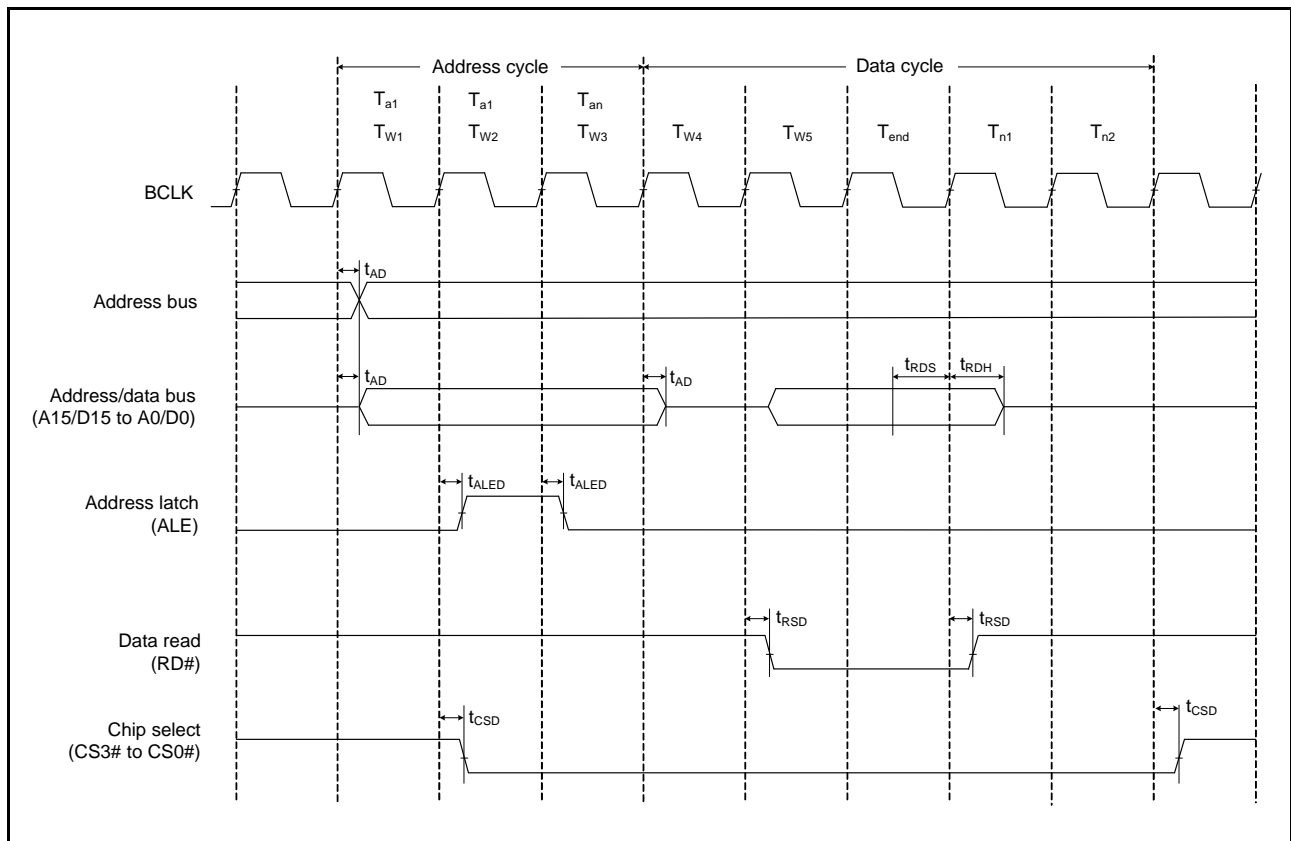 Address cycle Data cycle
Ta1 Ta1 Tan
TW1 TW2 TW3 TW4 TW5 Tend Tn1 Tn2
BCLK
tAD
Address bus
tAD tAD tRDS tRDH
Address/data bus
(A15/D15 to A0/D0)
tALED tALED
Address latch
(ALE)
tRSD tRSD
Data read
(RD#)
tCSD tCSD
Chip select
(CS3# to CS0#)